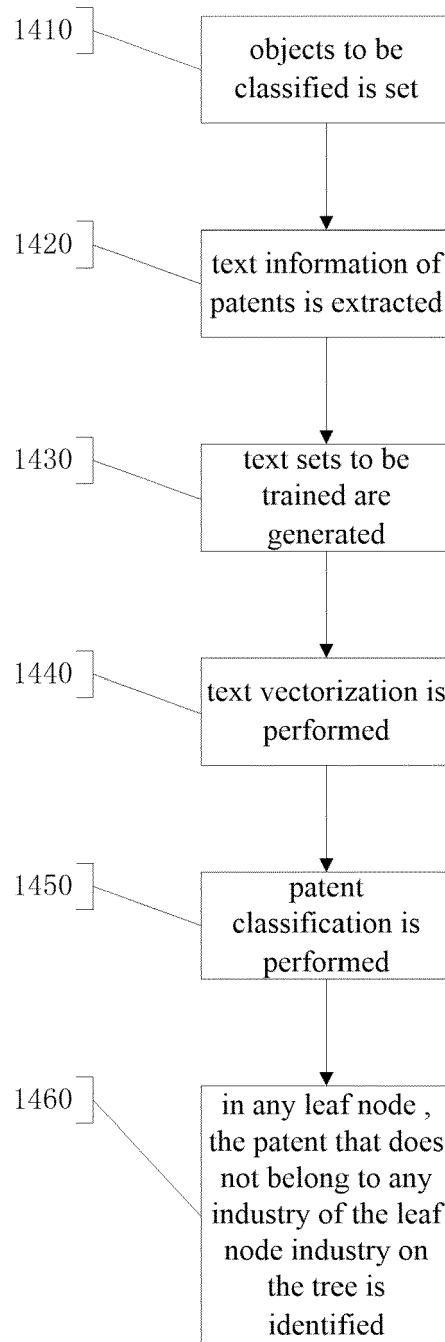 1410
objects to be
classified is set
1420
text information of
patents is extracted
1430
text sets to be
trained are
generated
1440
text vectorization is
performed
1450
patent
classification is
performed
1460
in any leaf node ,
the patent that does
not belong to any
industry of the leaf
node industry on
the tree is
identified